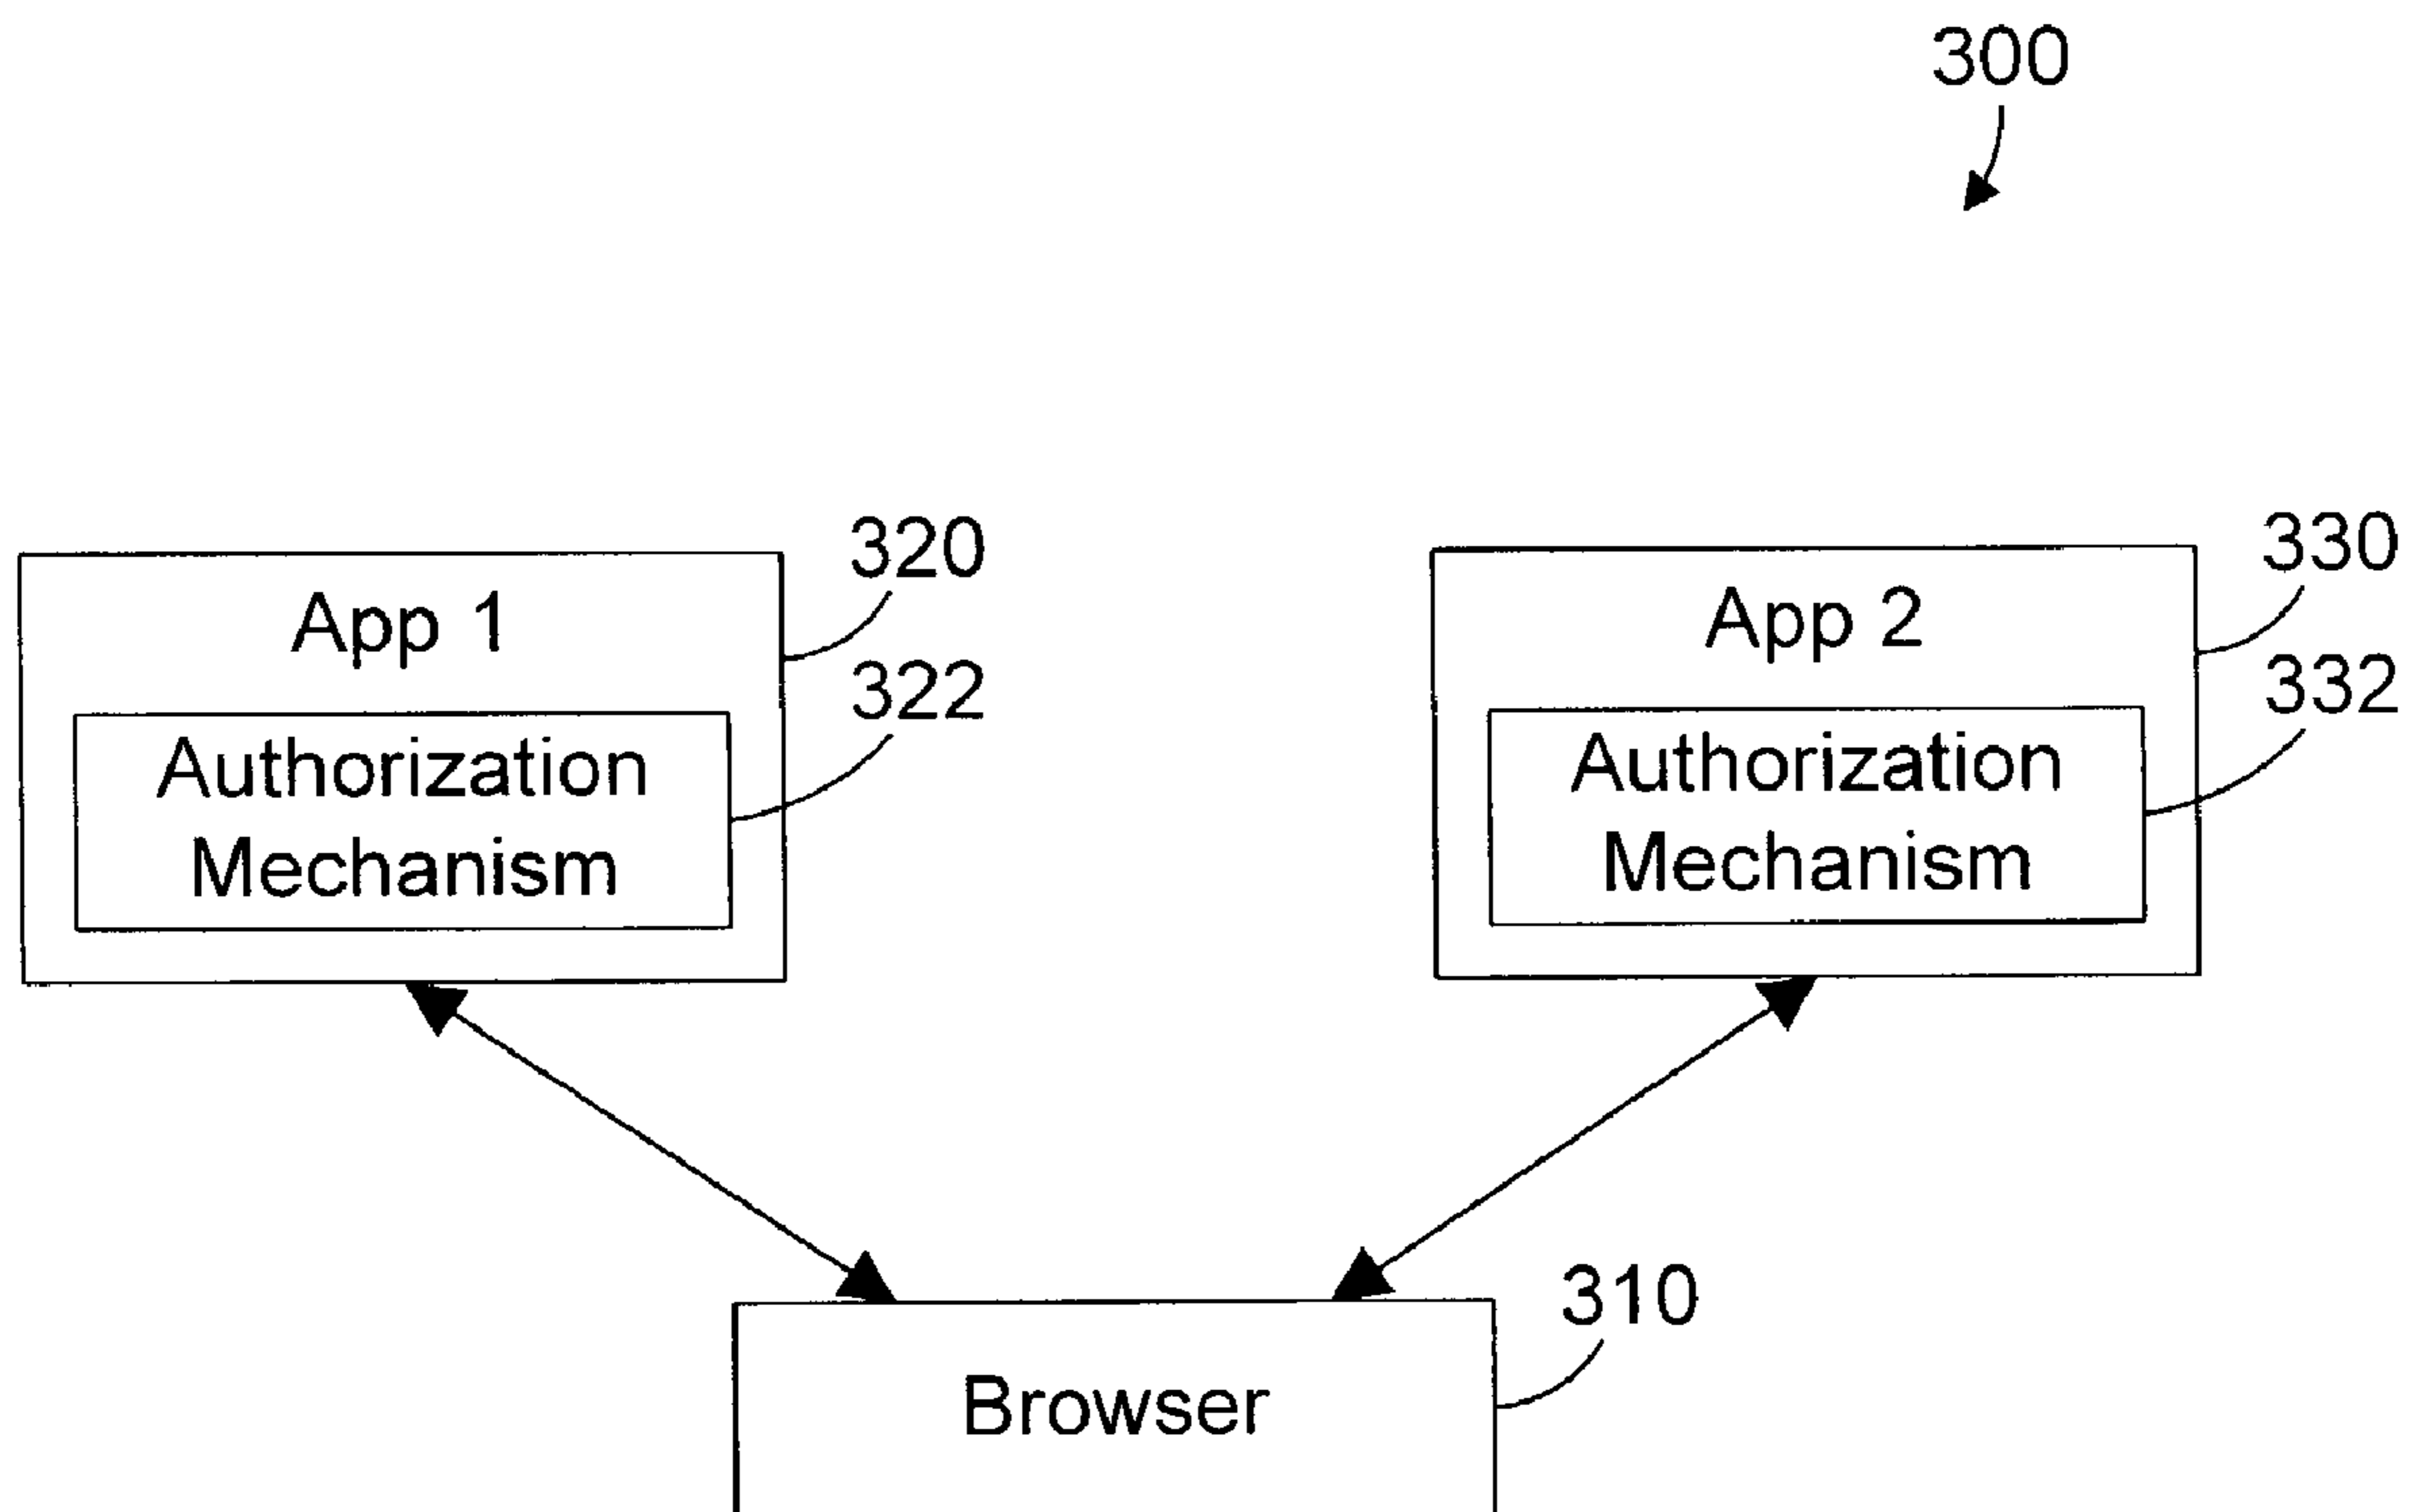 300
320
330
App 1
App 2
322
332
Authorization
Mechanism
Authorization
Mechanism
310
Browser